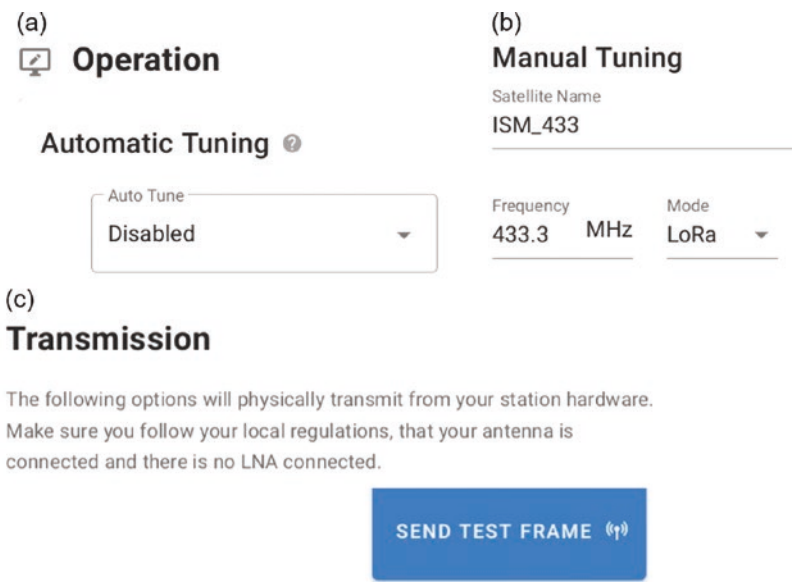 (a)
Operation
Automatic Tuning
Auto Tune
Disabled
(b)
Manual Tuning
Satellite Name
ISM_433
Frequency
433.3 MHz
Mode
LoRa
(c)
Transmission
The following options will physically transmit from your station hardware.
Make sure you follow your local regulations, that your antenna is
connected and there is no LNA connected.
SEND TEST FRAME